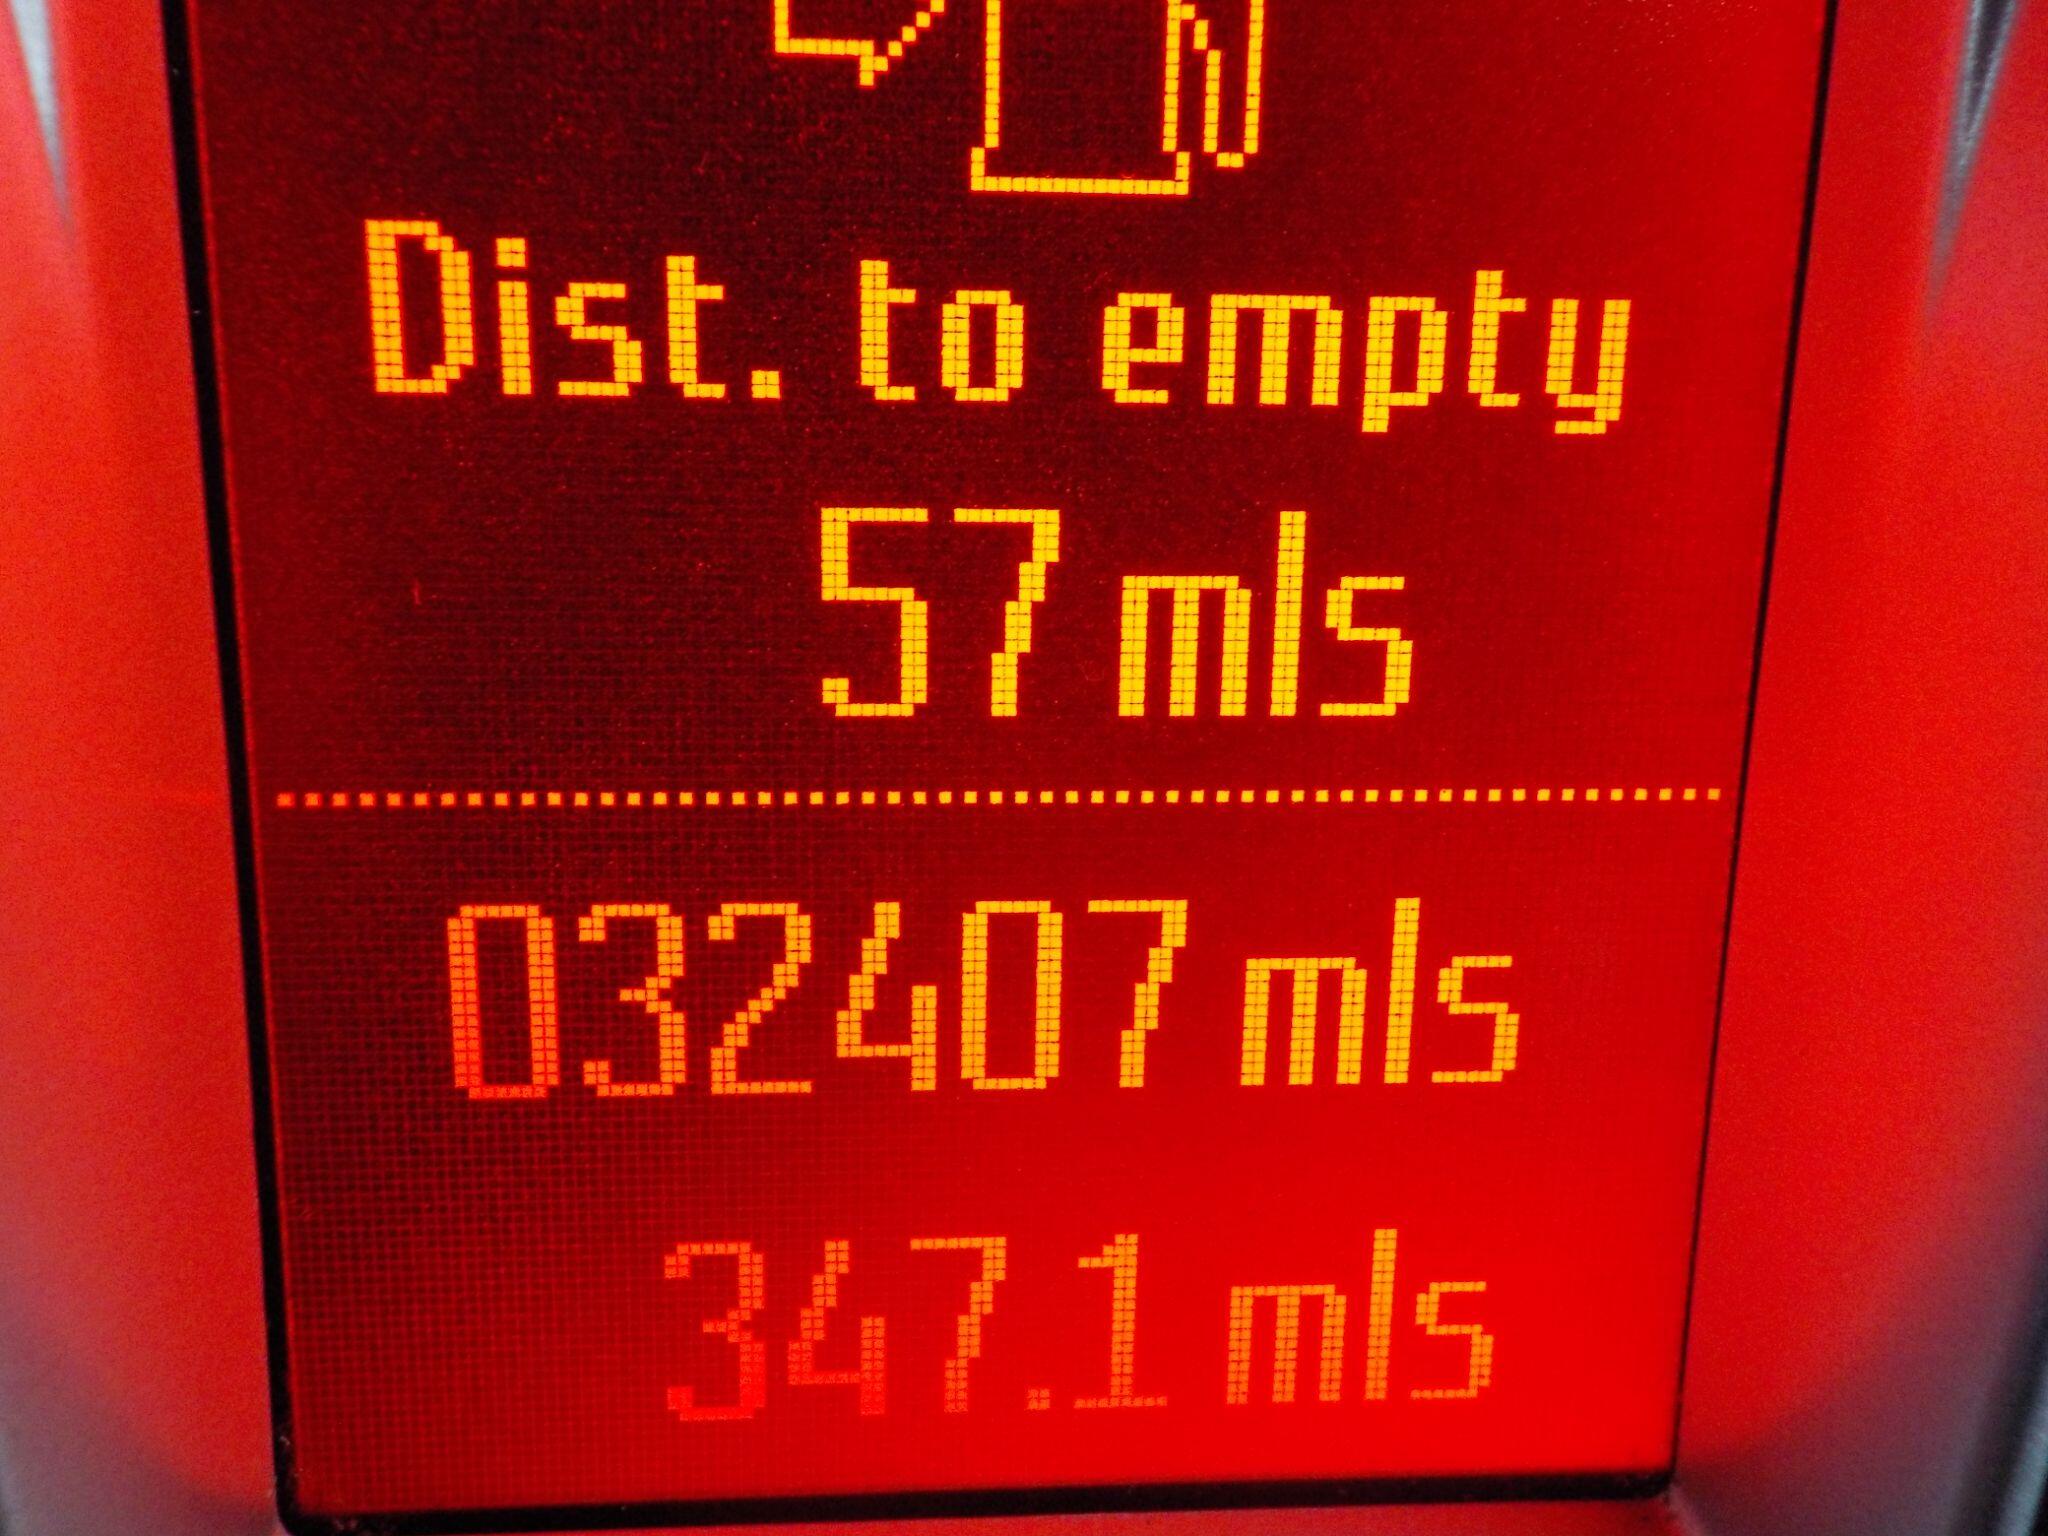 Dist. to empty
57 mls
032407 mls
347.1 mls